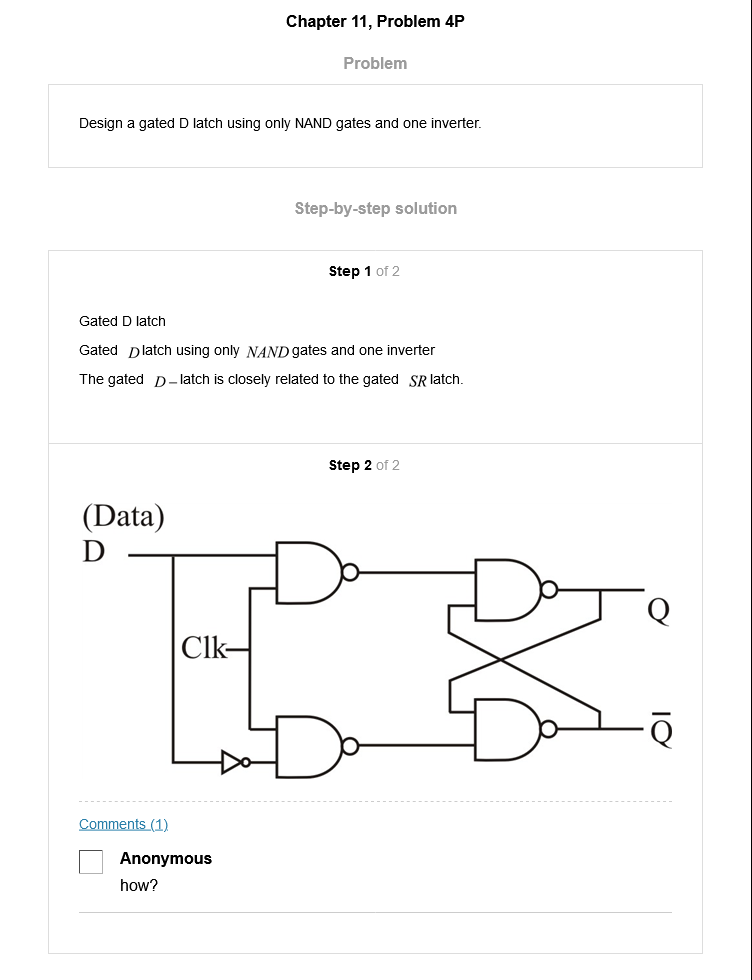 Chapter 11, Problem 4P
Problem
Design a gated D latch using only NAND gates and one inverter.
Step-by-step solution
Step 1 of 2
Gated D latch
Gated D latch using only NAND gates and one inverter
The gated D – latch is closely related to the gated SR latch.
Step 2 of 2
(Data)
D
Q
Clk
Q̅
Comments (1)
Anonymous
how?